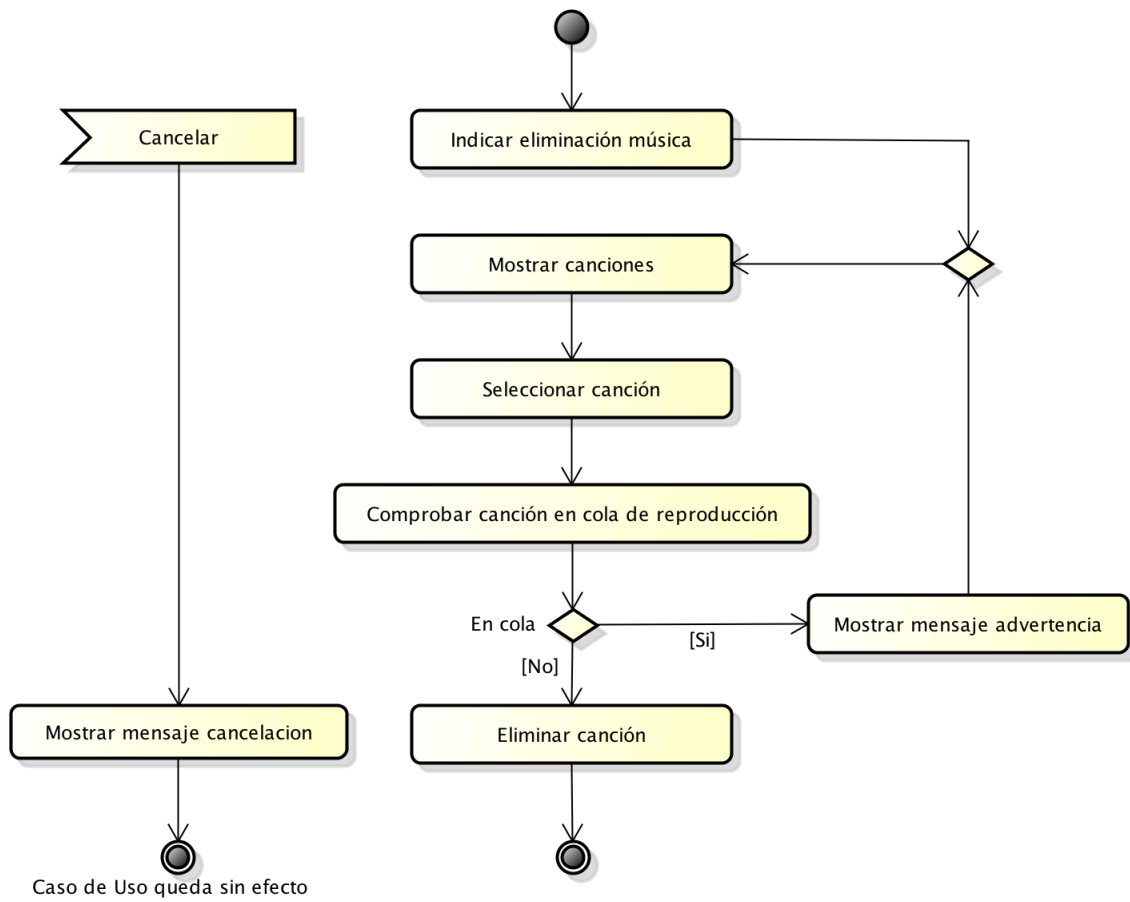 Cancelar
Indicar eliminación música
Mostrar canciones
Seleccionar canción
Comprobar canción en cola de reproducción
En cola
[Si]
Mostrar mensaje advertencia
[No]
Mostrar mensaje cancelacion
Eliminar canción
Caso de Uso queda sin efecto